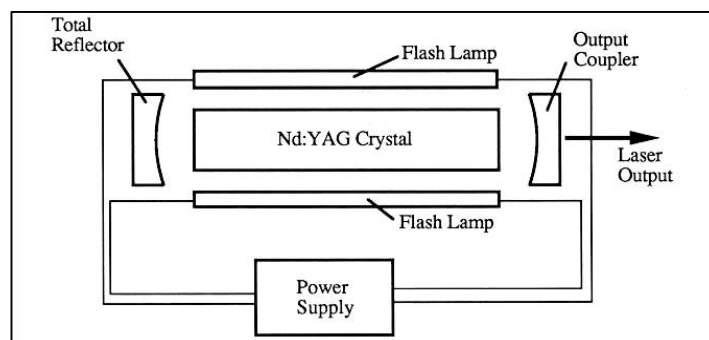 Total
Reflector
Flash Lamp
Output
Coupler
Nd:YAG Crystal
Laser
Output
Flash Lamp
Power
Supply